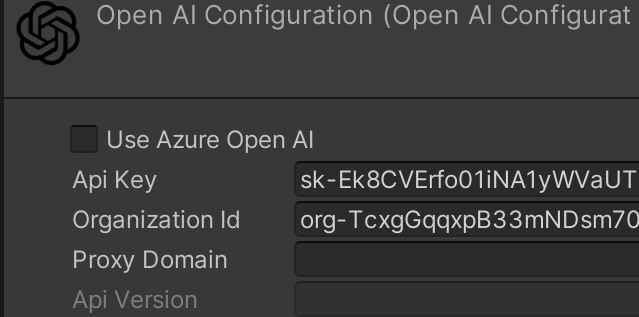 Open AI Configuration (Open AI Configurat
Use Azure Open AI
Api Key sk-Ek8CVErfo01iNA1yWVaUT
Organization Id org-TcxgGqqxpB33mNDsm70
Proxy Domain
Api Version